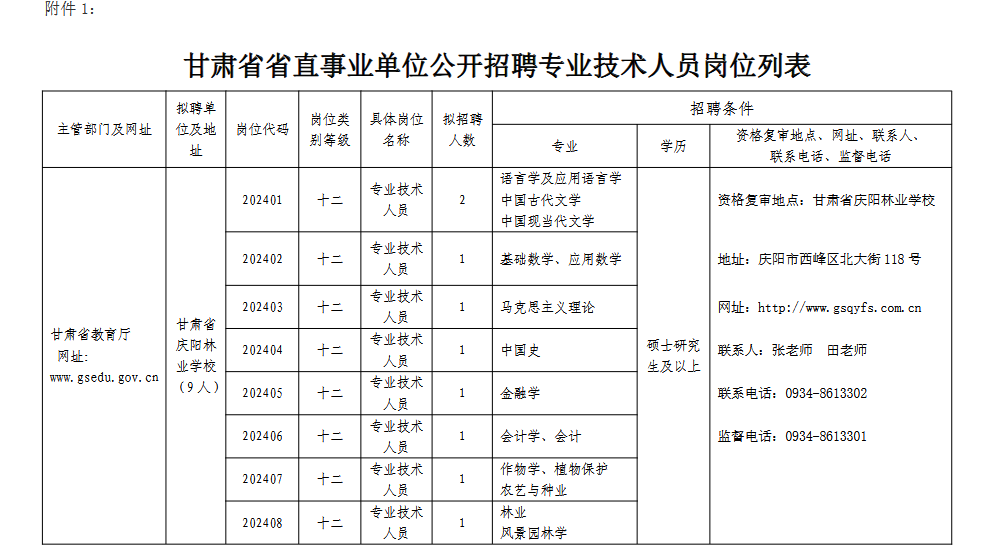 附件 1：
甘肃省省直事业单位公开招聘专业技术人员岗位列表
主管部门及网址
拟聘单
位及地
址
岗位代码
岗位类
别等级
具体岗位
名称
拟招聘
人数
招聘条件
专业
学历
资格复审地点、网址、联系人、
联系电话、监督电话
甘肃省教育厅
网址:
www.gsedu.gov.cn
甘肃省
庆阳林
业学校
（9 人）
202401
十二
专业技术
人员
2
语言学及应用语言学
中国古代文学
中国现当代文学
202402
十二
专业技术
人员
1
基础数学、应用数学
202403
十二
专业技术
人员
1
马克思主义理论
202404
十二
专业技术
人员
1
中国史
202405
十二
专业技术
人员
1
金融学
202406
十二
专业技术
人员
1
会计学、会计
202407
十二
专业技术
人员
1
作物学、植物保护
农艺与种业
202408
十二
专业技术
人员
1
林业
风景园林学
硕士研究
生及以上
资格复审地点：甘肃省庆阳林业学校
地址：庆阳市西峰区北大街 118 号
网址：http://www.gsqyfs.com.cn
联系人：张老师　田老师
联系电话：0934-8613302
监督电话：0934-8613301